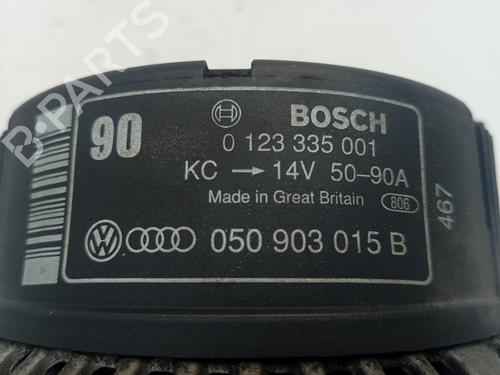 B-PARTS
90
BOSCH
0 123 335 001
KC → 14V 50-90A
Made in Great Britain 806
467
050 903 015 B